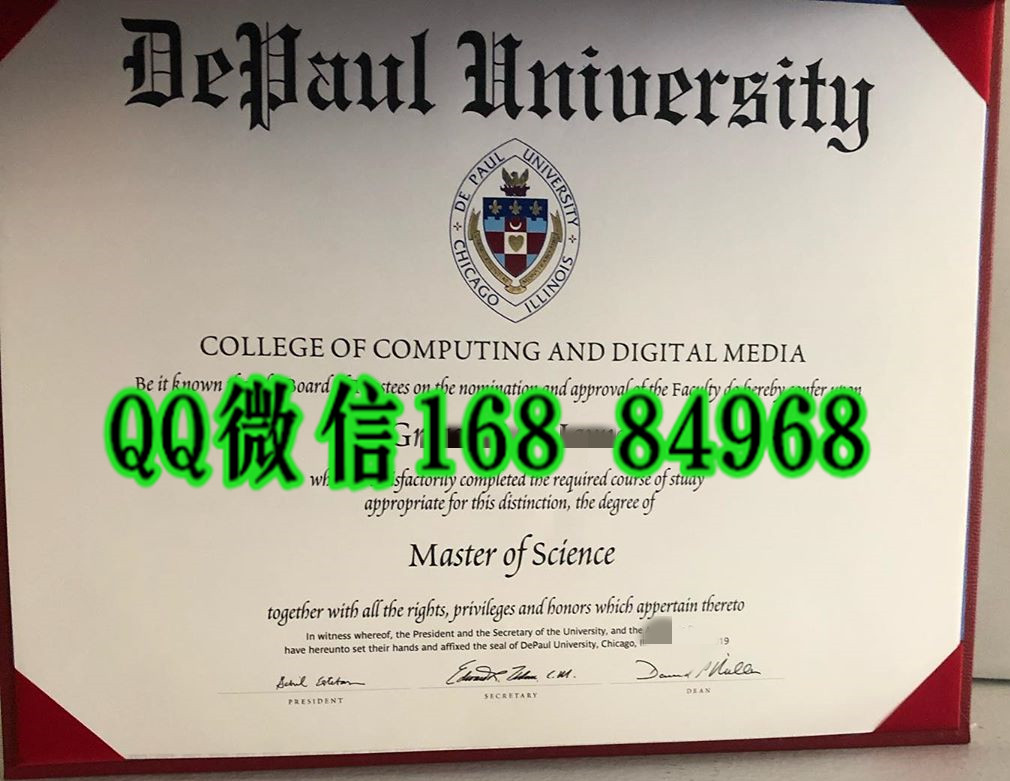 DePaul University
DE PAUL UNIVERSITY
CHICAGO ILLINOIS
COLLEGE OF COMPUTING AND DIGITAL MEDIA
Be it known Board on the nomination and approval of the Faculty do hereby confer upon
QQ微信168 84968
completed the required course of study
appropriate for this distinction, the degree of
Master of Science
together with all the rights, privileges and honors which appertain thereto
In witness whereof, the President and the Secretary of the University, and the
have hereunto set their hands and affixed the seal of DePaul University, Chicago, 19
PRESIDENT SECRETARY DEAN